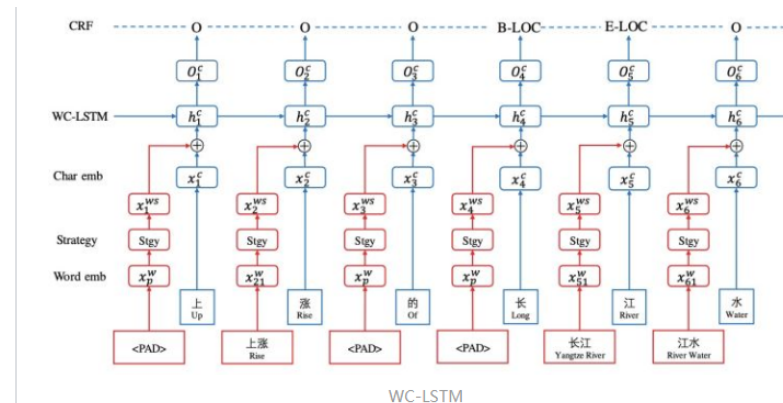 CRF O O O B-LOC E-LOC O
O₁ᶜ O₂ᶜ O₃ᶜ O₄ᶜ O₅ᶜ O₆ᶜ
WC-LSTM h₁ᶜ h₂ᶜ h₃ᶜ h₄ᶜ h₅ᶜ h₆ᶜ
Char emb x₁ᶜ x₂ᶜ x₃ᶜ x₄ᶜ x₅ᶜ x₆ᶜ
x₁ʷˢ x₂ʷˢ x₃ʷˢ x₄ʷˢ x₅ʷˢ x₆ʷˢ
Strategy Stgy Stgy Stgy Stgy Stgy Stgy
Word emb xₚʷ x₂₁ʷ xₚʷ xₚʷ x₅₁ʷ x₆₁ʷ
上 涨 的 长 江 水
Up Rise Of Long River Water
<PAD> 上涨 <PAD> <PAD> 长江 江水
Rise Yangtze River River Water
WC-LSTM